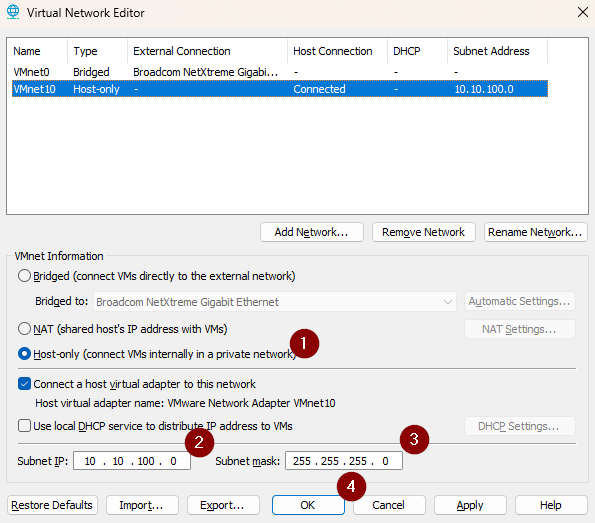 Virtual Network Editor
Name Type External Connection Host Connection DHCP Subnet Address
VMnet0 Bridged Broadcom NetXtreme Gigabi... - - -
VMnet10 Host-only - Connected - 10.10.100.0
Add Network... Remove Network Rename Network...
VMnet Information
Bridged (connect VMs directly to the external network)
Bridged to: Broadcom NetXtreme Gigabit Ethernet Automatic Settings...
NAT (shared host's IP address with VMs) NAT Settings...
Host-only (connect VMs internally in a private network) 1
Connect a host virtual adapter to this network
Host virtual adapter name: VMware Network Adapter VMnet10
Use local DHCP service to distribute IP address to VMs DHCP Settings...
2 3
Subnet IP: 10 . 10 . 100 . 0 Subnet mask: 255 . 255 . 255 . 0
4
Restore Defaults Import... Export... OK Cancel Apply Help